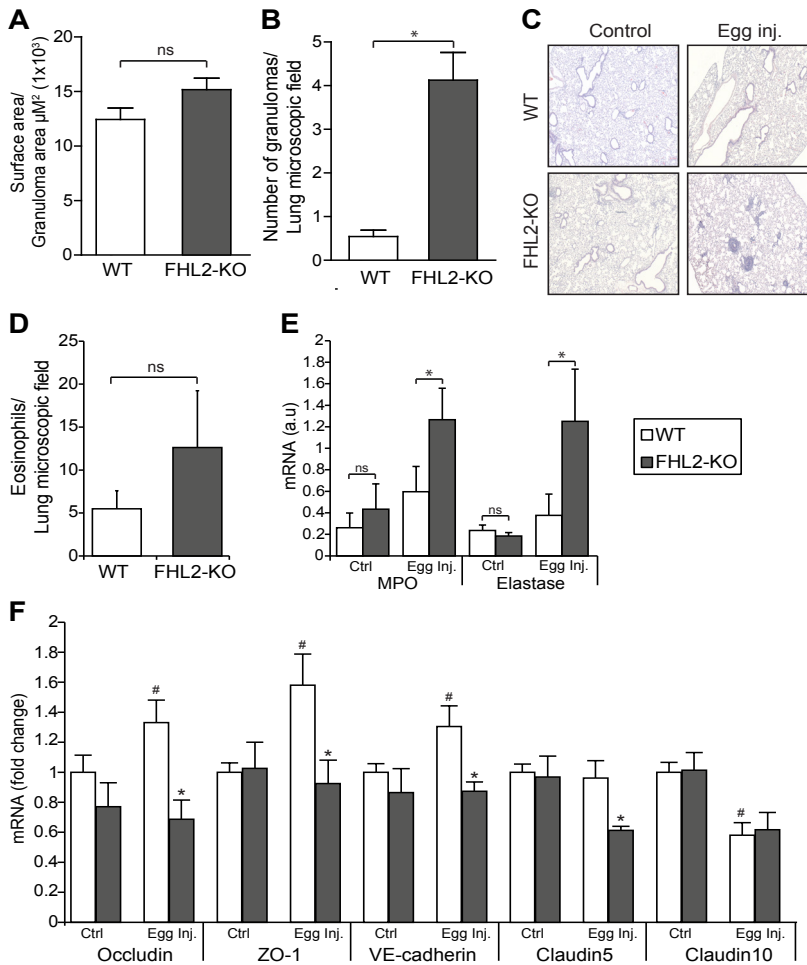 A
Surface area/
Granuloma area µM² (1x10³)
20
15
10
5
0
ns
WT
FHL2-KO
B
Number of granulomas/
Lung microscopic field
5
4
3
2
1
0
*
WT
FHL2-KO
C
Control
Egg inj.
WT
FHL2-KO
D
Eosinophils/
Lung microscopic field
25
20
15
10
5
0
ns
WT
FHL2-KO
E
mRNA (a.u)
2
1.8
1.6
1.4
1.2
1
0.8
0.6
0.4
0.2
ns
*
ns
*
Ctrl
Egg Inj.
Ctrl
Egg Inj.
MPO
Elastase
WT
FHL2-KO
F
mRNA (fold change)
2
1.8
1.6
1.4
1.2
1
0.8
0.6
0.4
0.2
0
#
*
#
*
#
*
*
#
Ctrl
Egg Inj.
Ctrl
Egg Inj.
Ctrl
Egg Inj.
Ctrl
Egg Inj.
Ctrl
Egg Inj.
Occludin
ZO-1
VE-cadherin
Claudin5
Claudin10